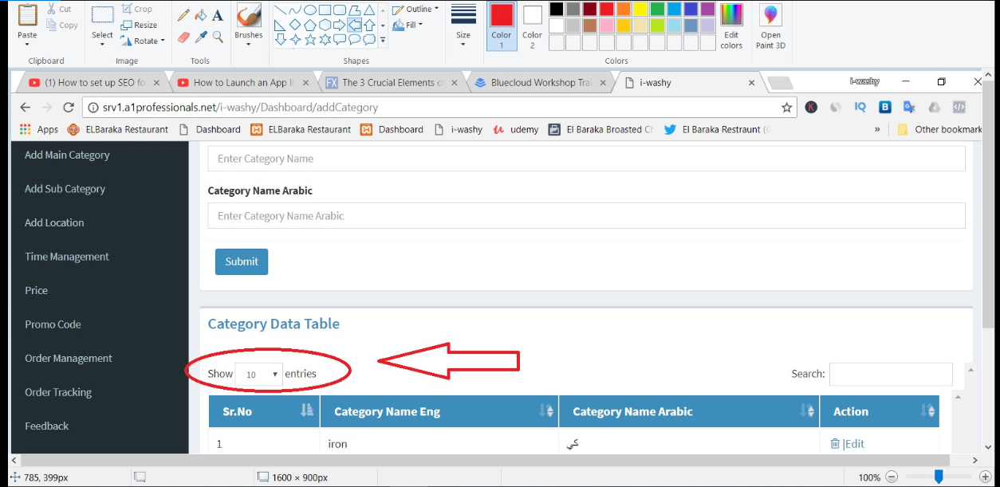 Paste
Cut
Copy
Clipboard
Select
Crop
Resize
Rotate
Image
A
Tools
Brushes
Shapes
Outline
Fill
Size
Color 1
Color 2
Colors
Edit colors
Open Paint 3D
(1) How to set up SEO fo
How to Launch an App li
FX The 3 Crucial Elements o
Bluecloud Workshop Tra
i-washy
i-washy
srv1.a1professionals.net/i-washy/Dashboard/addCategory
K
IQ
B
Apps
ELBaraka Restaurant
Dashboard
ELBaraka Restaurant
Dashboard
i-washy
udemy
El Baraka Broasted Ch
El Baraka Restraunt (
»
Other bookmark
Add Main Category
Add Sub Category
Add Location
Time Management
Price
Promo Code
Order Management
Order Tracking
Feedback
Enter Category Name
Category Name Arabic
Enter Category Name Arabic
Submit
Category Data Table
Show 10 entries
Search:
Sr.No Category Name Eng Category Name Arabic Action
1 iron كي |Edit
785, 399px
1600 × 900px
100%